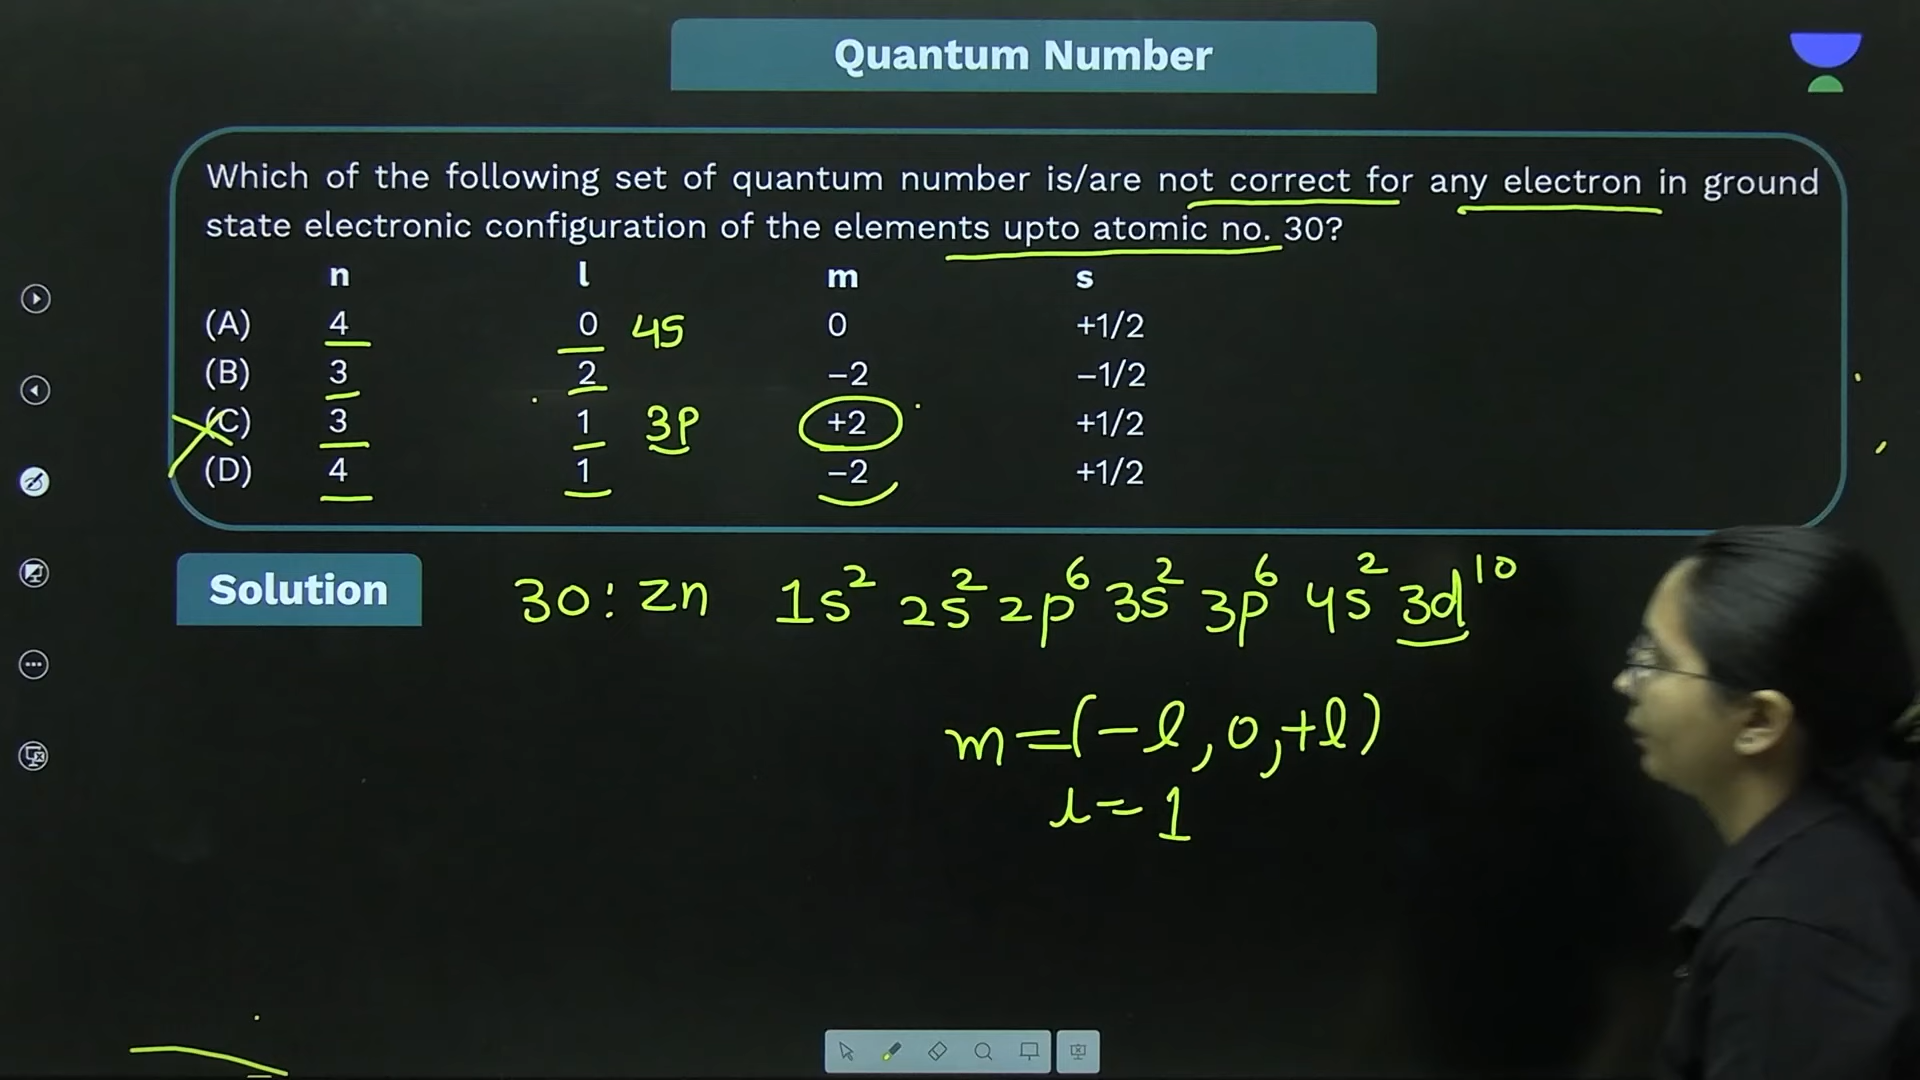 Quantum Number
Which of the following set of quantum number is/are not correct for any electron in ground
state electronic configuration of the elements upto atomic no. 30?
n l m s
(A) 4 0 4s 0 +1/2
(B) 3 2 −2 −1/2
(C) 3 1 3p +2 +1/2
(D) 4 1 −2 +1/2
Solution
30: Zn 1s² 2s² 2p⁶ 3s² 3p⁶ 4s² 3d¹⁰
m=(-l, 0, +l)
l=1